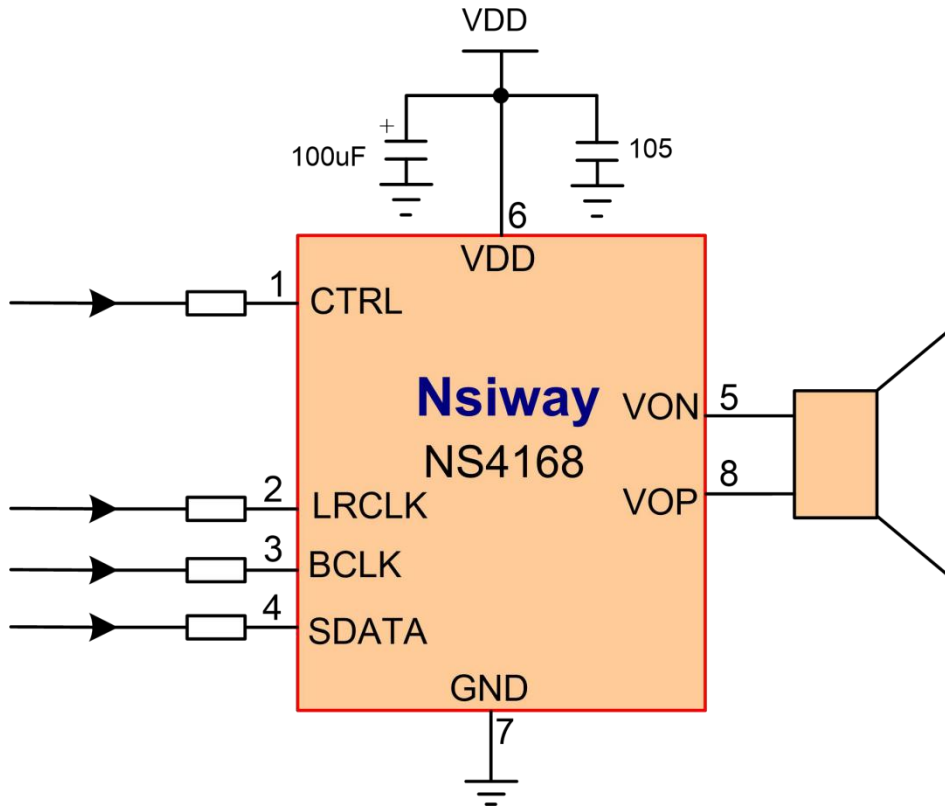 VDD
+
100uF
105
6
VDD
1
CTRL
Nsiway
NS4168
VON
5
VOP
8
2
LRCLK
3
BCLK
4
SDATA
GND
7